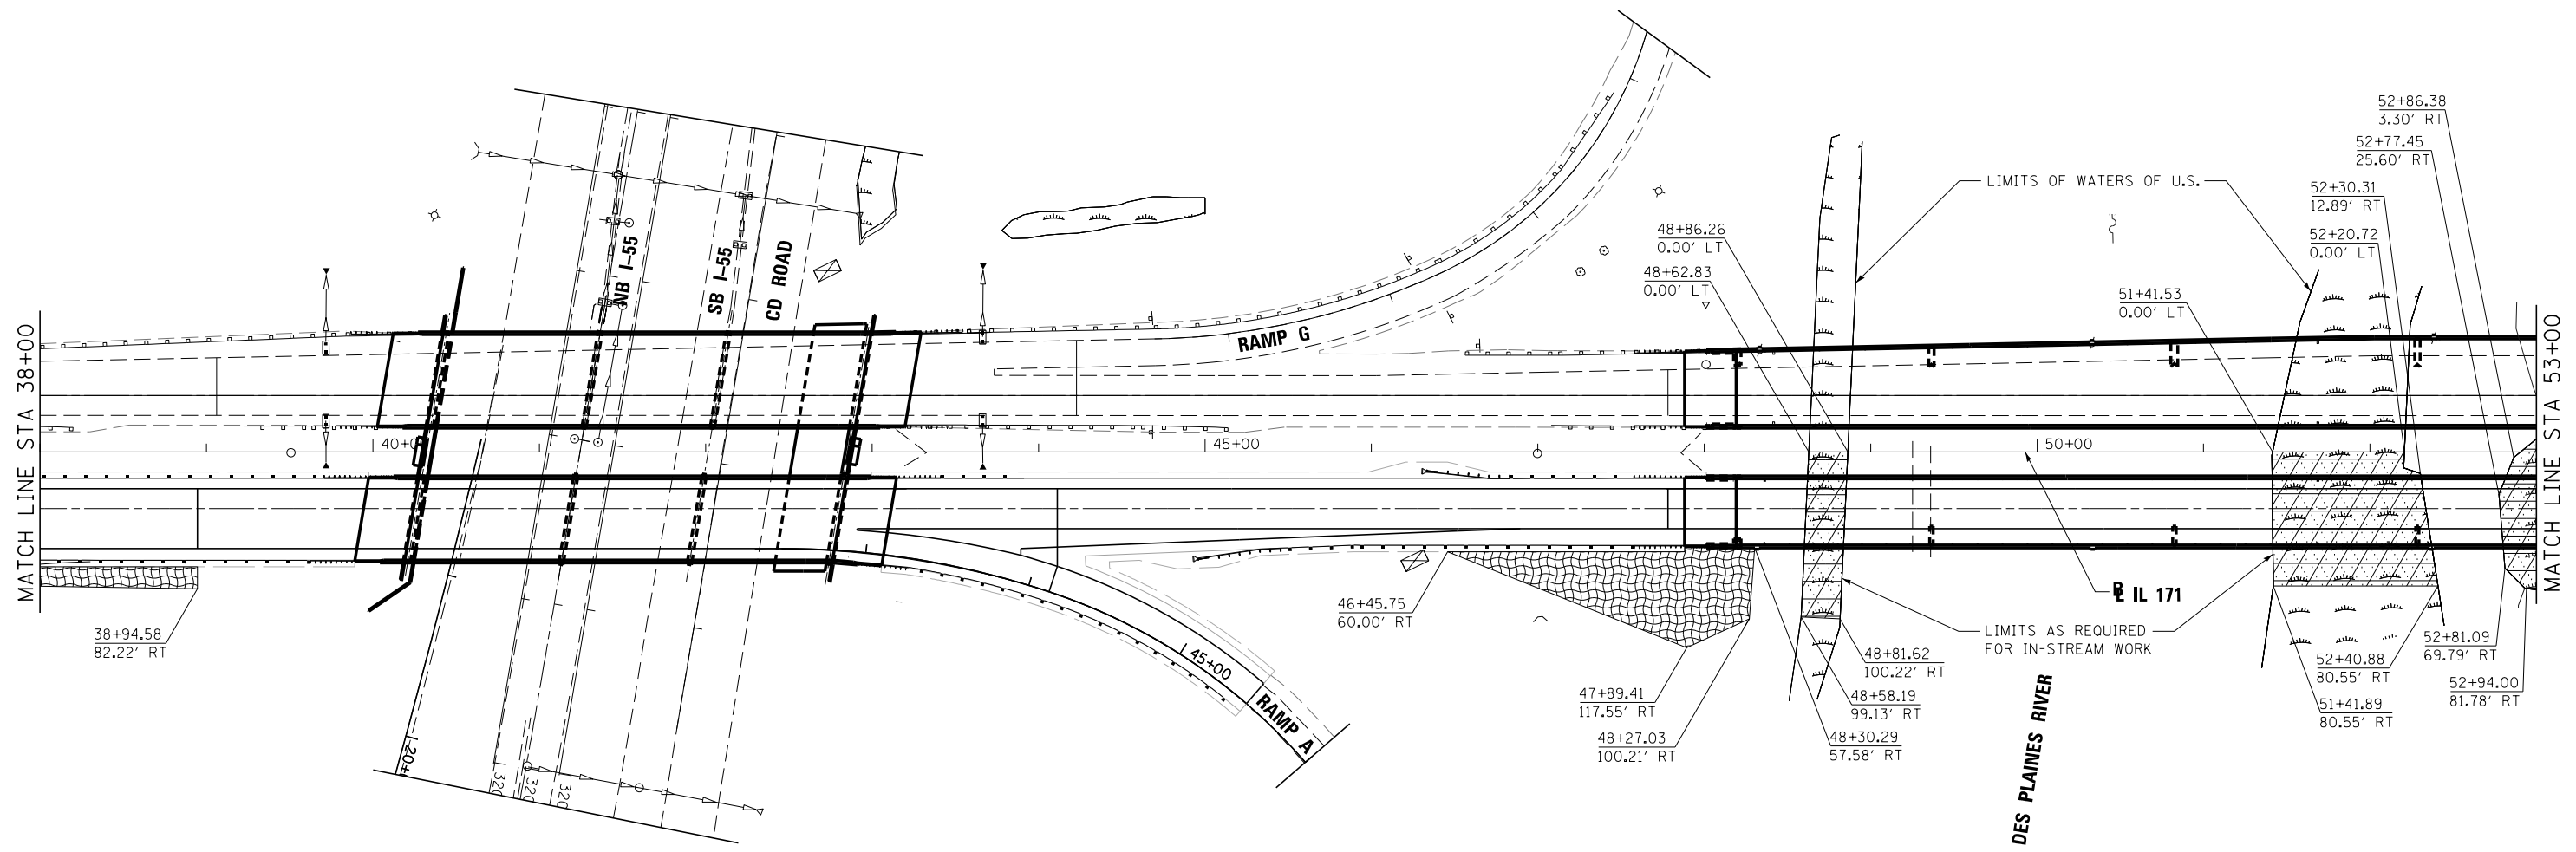 MATCH LINE STA 38+00
38+94.58
82.22' RT
40+0
NB I-55
SB I-55
CD ROAD
-20+
320
320
320
45+00
RAMP G
45+00
RAMP A
46+45.75
60.00' RT
47+89.41
117.55' RT
48+27.03
100.21' RT
48+30.29
57.58' RT
48+58.19
99.13' RT
48+81.62
100.22' RT
48+86.26
0.00' LT
48+62.83
0.00' LT
LIMITS OF WATERS OF U.S.
50+00
51+41.53
0.00' LT
52+86.38
3.30' RT
52+77.45
25.60' RT
52+30.31
12.89' RT
52+20.72
0.00' LT
IL 171
LIMITS AS REQUIRED
FOR IN-STREAM WORK
DES PLAINES RIVER
52+81.09
69.79' RT
52+40.88
80.55' RT
52+94.00
81.78' RT
51+41.89
80.55' RT
MATCH LINE STA 53+00